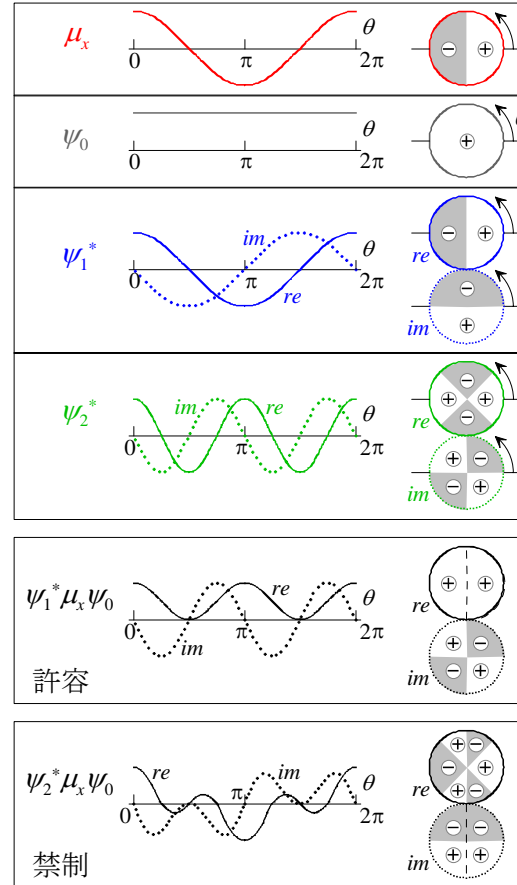 μₓ 0 π θ 2π − +
ψ₀ 0 π θ 2π +
ψ₁* 0 im π re θ 2π − + re
− + im
ψ₂* 0 im π re θ 2π − + + − re
+ − − + im
ψ₁*μₓψ₀ 0 im π re θ 2π + + re
許容 + − − + im
ψ₂*μₓψ₀ 0 re π im θ 2π + − − + + − re
禁制 − − + + im